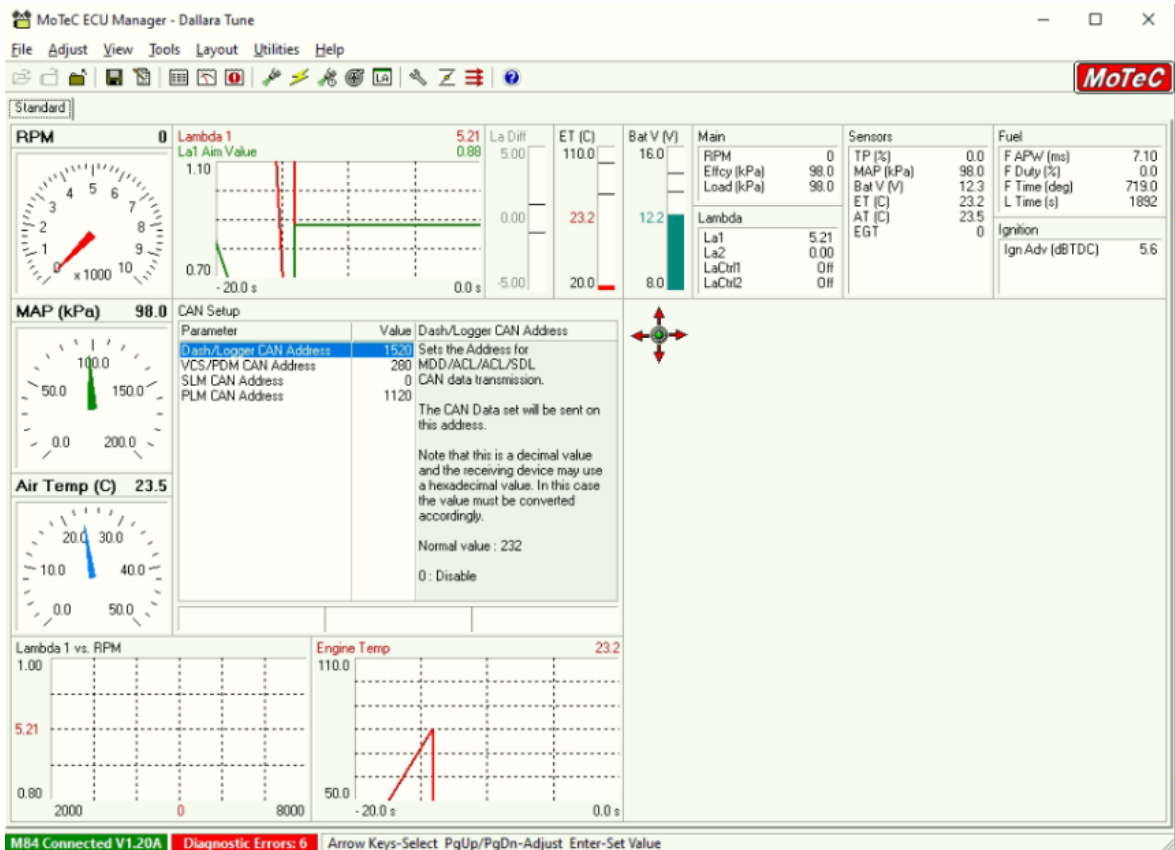 MoTeC ECU Manager - Dallara Tune
File Adjust View Tools Layout Utilities Help
LA
MoTeC
Standard
RPM 0
0 1 2 3 4 5 6 7 8 9 10
x 1000
Lambda 1 5.21
La1 Aim Value 0.88
1.10
0.70
- 20.0 s 0.0 s
La Diff
5.00
0.00
-5.00
ET (C)
110.0
23.2
20.0
Bat V (V)
16.0
12.2
8.0
Main
RPM 0
Effcy (kPa) 98.0
Load (kPa) 98.0
Lambda
La1 5.21
La2 0.00
LaCtrl1 Off
LaCtrl2 Off
Sensors
TP (%) 0.0
MAP (kPa) 98.0
Bat V (V) 12.3
ET (C) 23.2
AT (C) 23.5
EGT 0
Fuel
F APW (ms) 7.10
F Duty (%) 0.0
F Time (deg) 719.0
L Time (s) 1892
Ignition
Ign Adv (dBTDC) 5.6
MAP (kPa) 98.0
0.0 50.0 100.0 150.0 200.0
CAN Setup
Parameter Value
Dash/Logger CAN Address 1520
VCS/PDM CAN Address 280
SLM CAN Address 0
PLM CAN Address 1120
Dash/Logger CAN Address
Sets the Address for
MDD/ACL/ACL/SDL
CAN data transmission.
The CAN Data set will be sent on
this address.
Note that this is a decimal value
and the receiving device may use
a hexadecimal value. In this case
the value must be converted
accordingly.
Normal value : 232
0 : Disable
Air Temp (C) 23.5
0.0 10.0 20.0 30.0 40.0 50.0
Lambda 1 vs. RPM
1.00
5.21
0.80
2000 0 8000
Engine Temp 23.2
110.0
50.0
- 20.0 s 0.0 s
M84 Connected V1.20A Diagnostic Errors: 6 Arrow Keys-Select PgUp/PgDn-Adjust Enter-Set Value